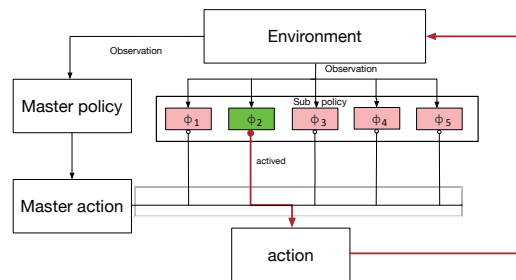 Environment
Observation
Observation
Master policy
Sub policy
ϕ1
ϕ2
ϕ3
ϕ4
ϕ5
actived
Master action
action